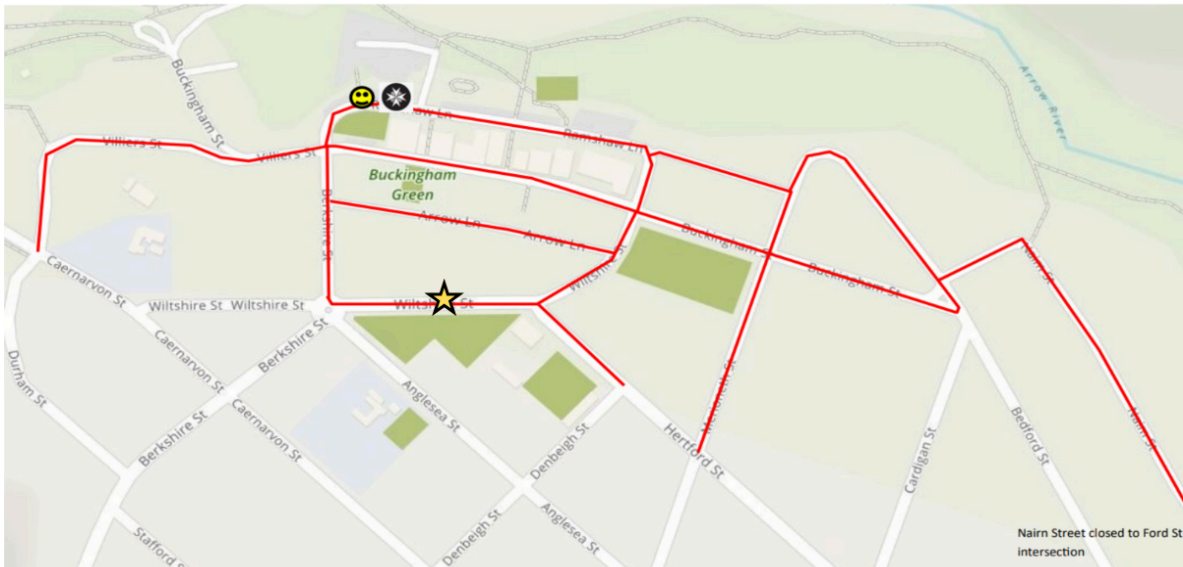 Buckingham St
Arrow River
Ramshaw Ln
Villiers St
Villiers St
Buckingham
Green
Berkshire St
Arrow Ln
Arrow Ln
Wiltshire St
Buckingham St
Buckingham St
Nairn St
Caernarvon St
Wiltshire St
Wiltshire St
Berkshire St
Durham St
Caernarvon St
Caernarvon St
Anglesea St
Merioneth St
Hertford St
Denbeigh St
Cardigan St
Bedford St
Nairn St
Berkshire St
Anglesea St
Denbeigh St
Stafford
Nairn Street closed to Ford St
intersection